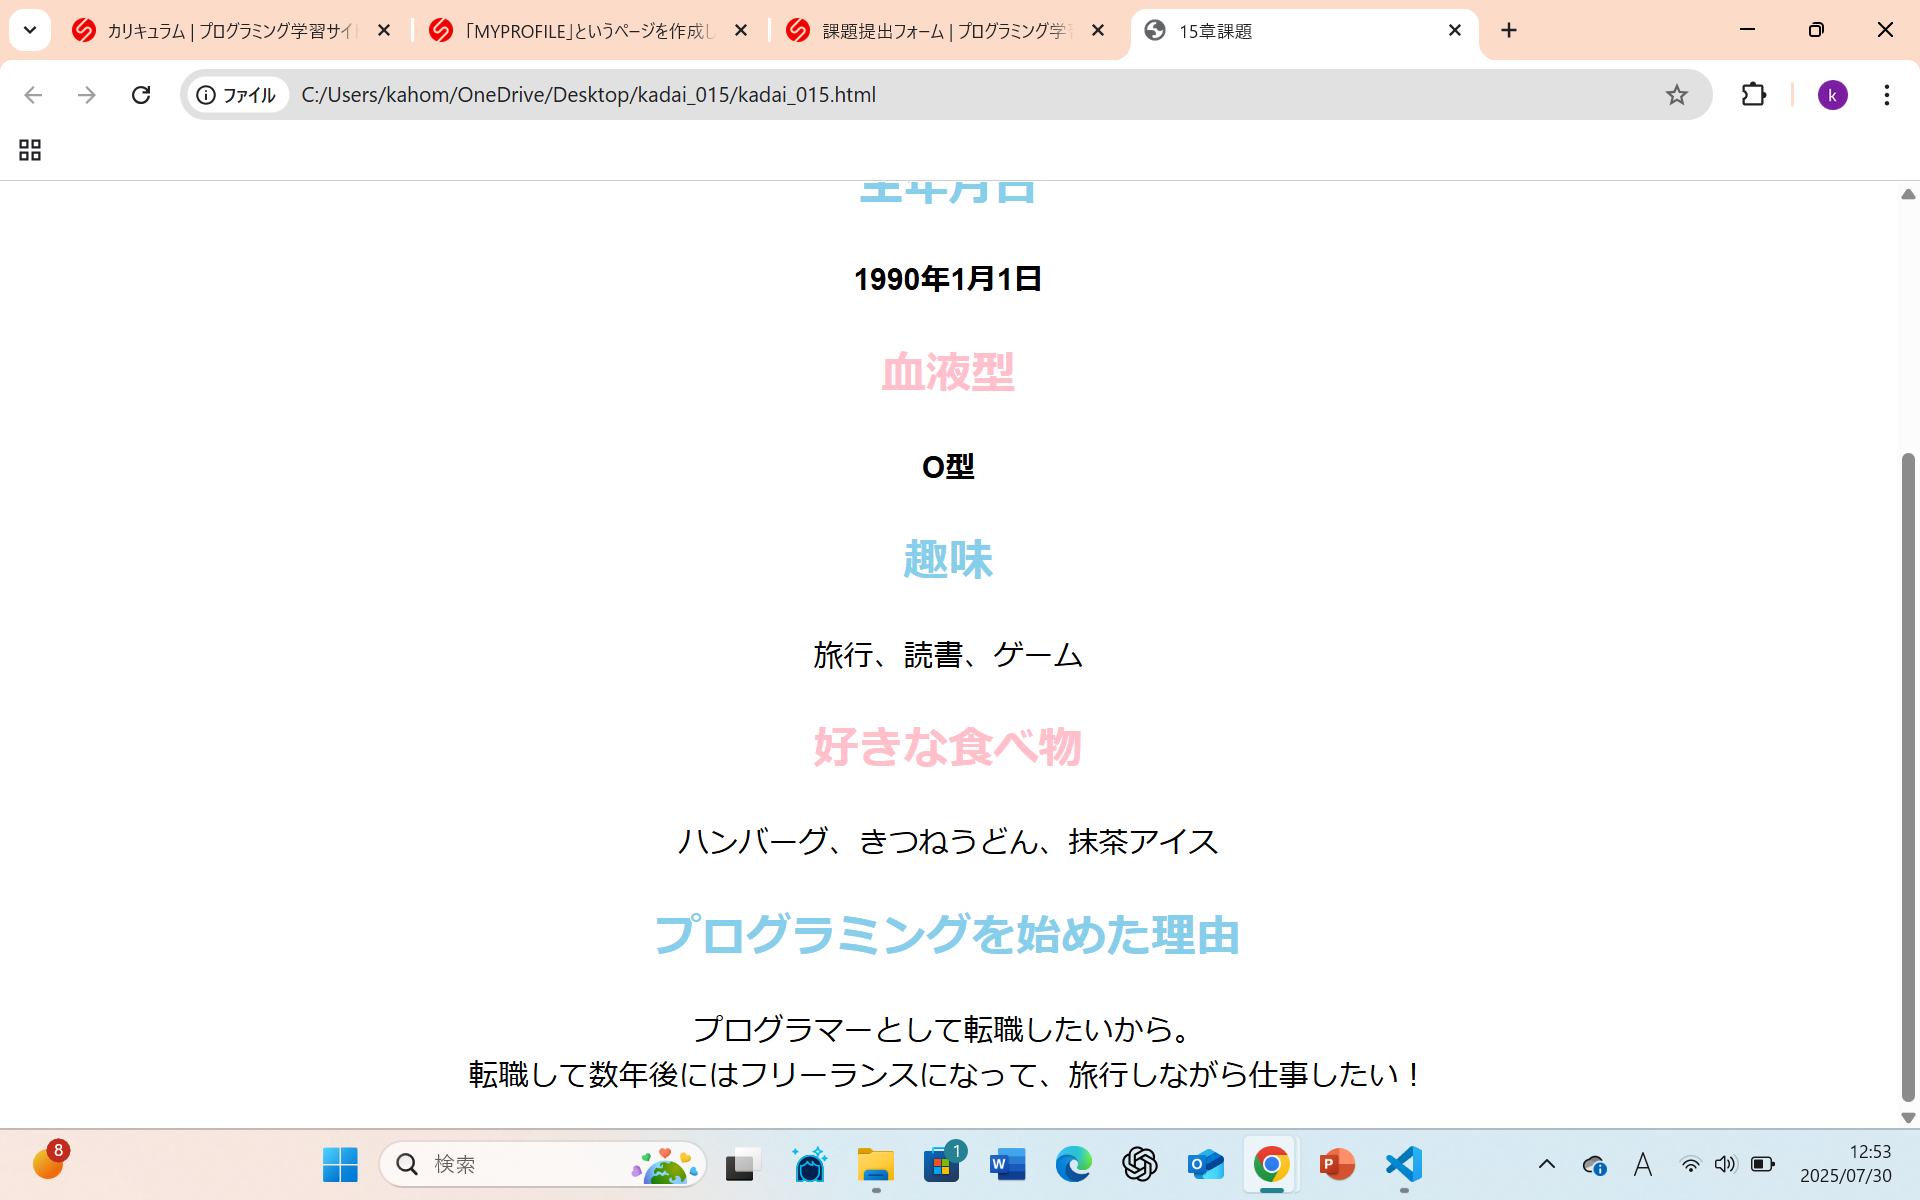 カリキュラム | プログラミング学習サイト
「MYPROFILE」というページを作成し
課題提出フォーム | プログラミング学習
15章課題
ファイル
C:/Users/kahom/OneDrive/Desktop/kadai_015/kadai_015.html
k
生年月日
1990年1月1日
血液型
O型
趣味
旅行、読書、ゲーム
好きな食べ物
ハンバーグ、きつねうどん、抹茶アイス
プログラミングを始めた理由
プログラマーとして転職したいから。
転職して数年後にはフリーランスになって、旅行しながら仕事したい！
8
検索
1
A
12:53
2025/07/30